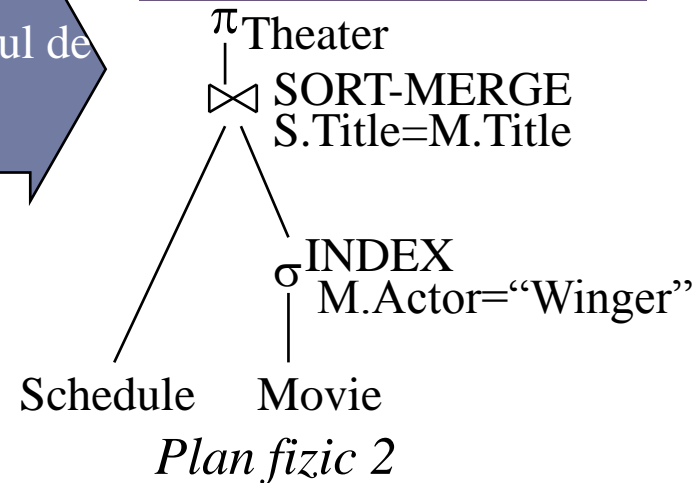 ul de
π Theater
⋈ SORT-MERGE
S.Title=M.Title
σ INDEX
M.Actor=“Winger”
Schedule Movie
Plan fizic 2